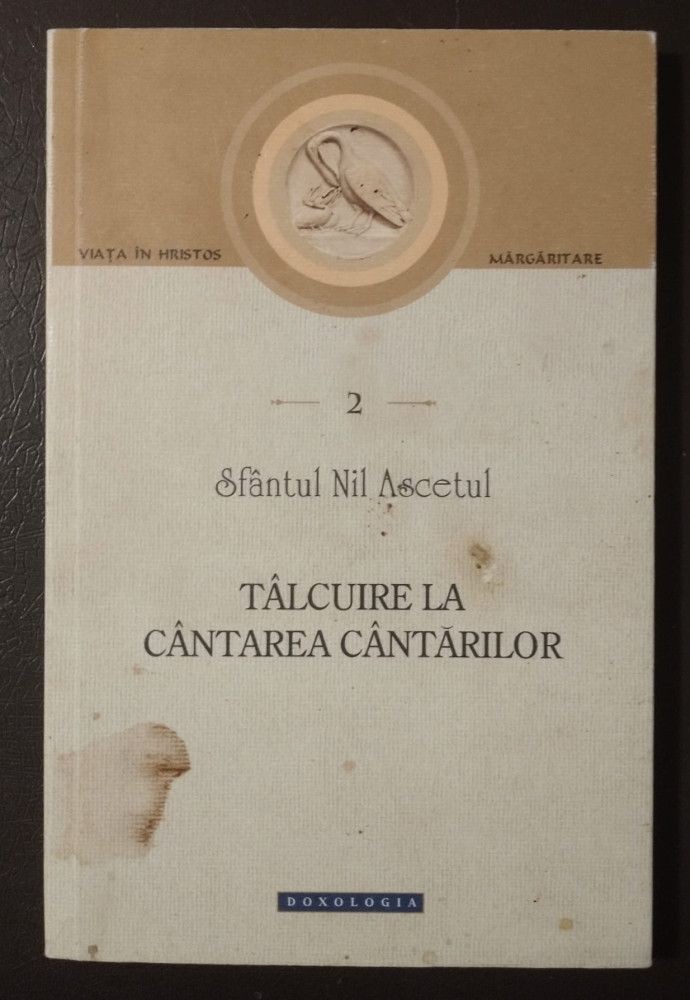 VIAȚA ÎN HRISTOS
MĂRGĂRITARE
2
Sfântul Nil Ascetul
TÂLCUIRE LA
CÂNTAREA CÂNTĂRILOR
DOXOLOGIA